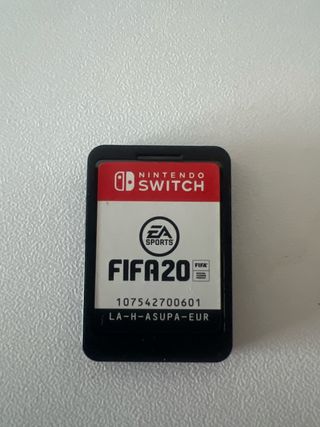 NINTENDO
SWITCH
EA
SPORTS
FIFA20
FIFA
107542700601
LA-H-ASUPA-EUR